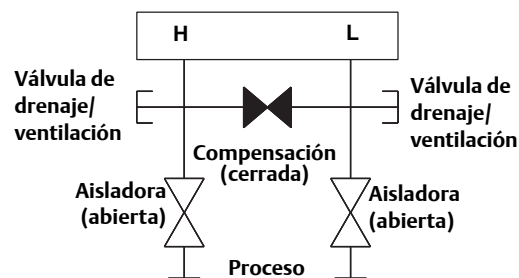 H
L
Válvula de
drenaje/
ventilación
Válvula de
drenaje/
ventilación
Compensación
(cerrada)
Aisladora
(abierta)
Aisladora
(abierta)
Proceso